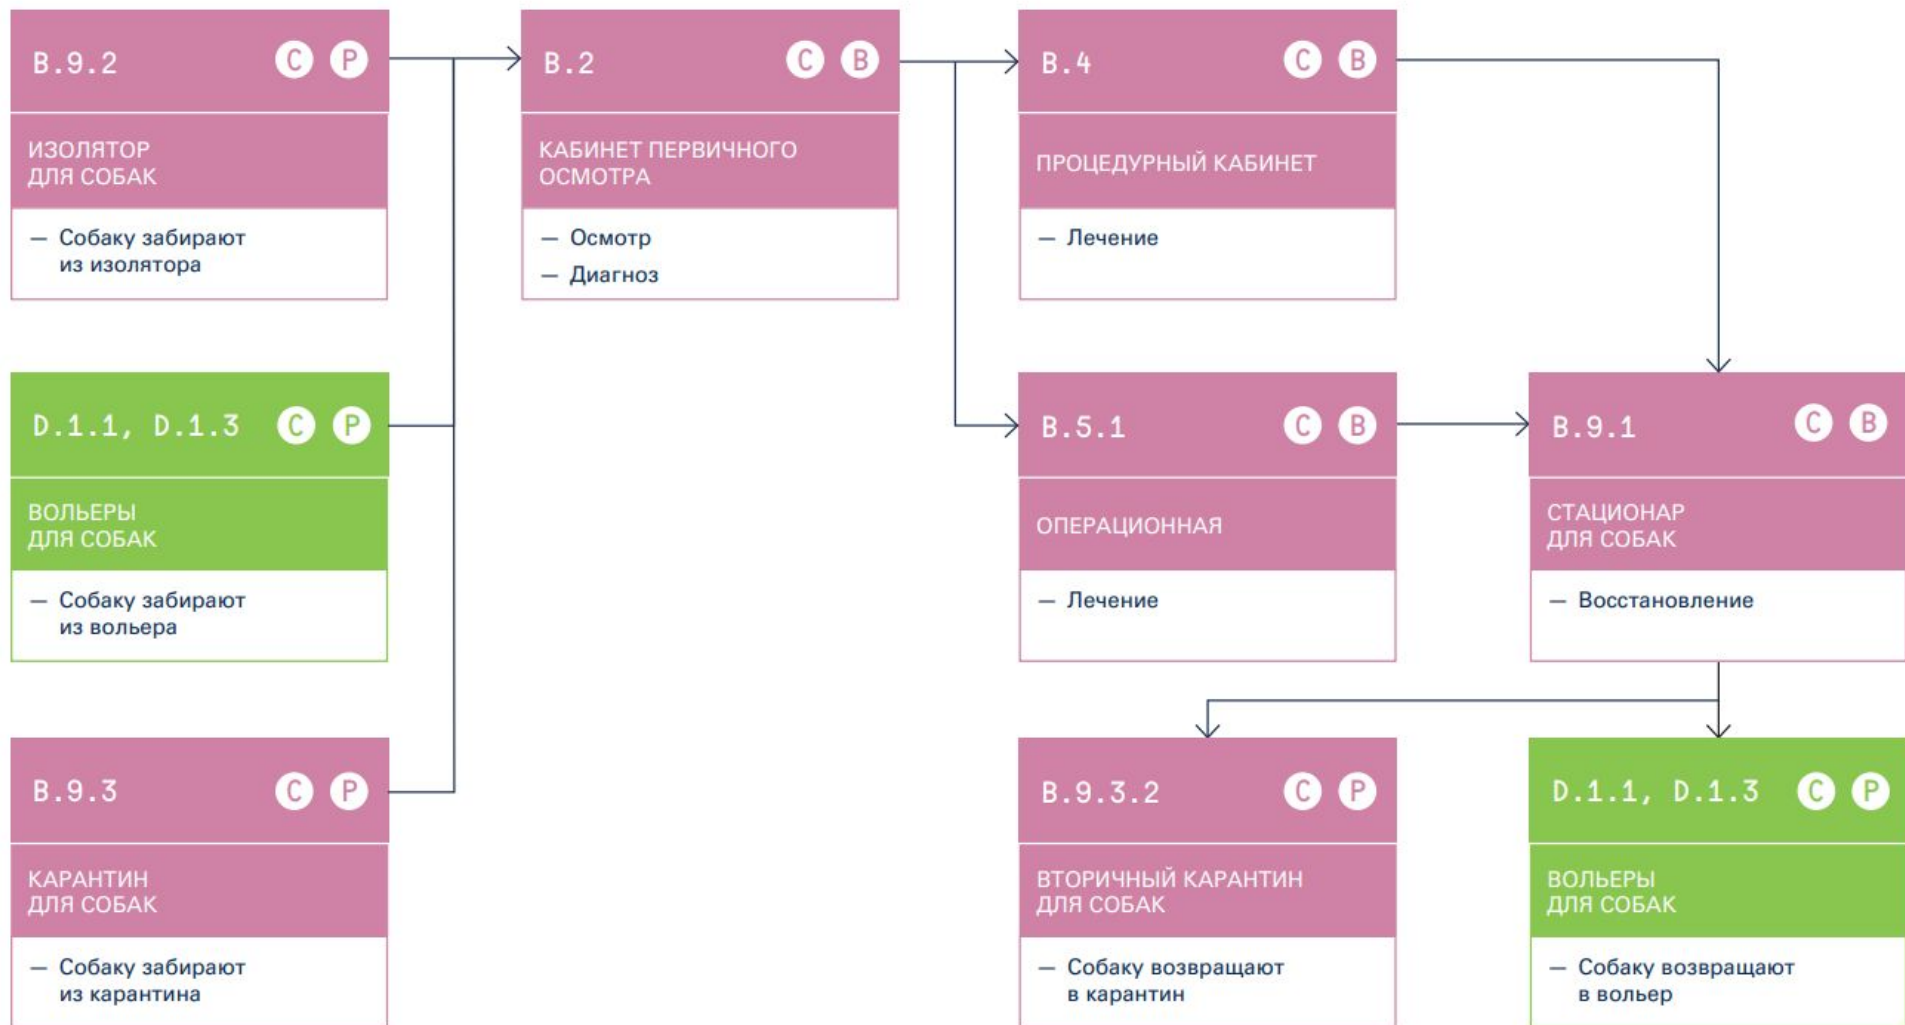 B.9.2 C P
ИЗОЛЯТОР
ДЛЯ СОБАК
— Собаку забирают
из изолятора
B.2 C B
КАБИНЕТ ПЕРВИЧНОГО
ОСМОТРА
— Осмотр
— Диагноз
B.4 C B
ПРОЦЕДУРНЫЙ КАБИНЕТ
— Лечение
D.1.1, D.1.3 C P
ВОЛЬЕРЫ
ДЛЯ СОБАК
— Собаку забирают
из вольера
B.5.1 C B
ОПЕРАЦИОННАЯ
— Лечение
B.9.1 C B
СТАЦИОНАР
ДЛЯ СОБАК
— Восстановление
B.9.3 C P
КАРАНТИН
ДЛЯ СОБАК
— Собаку забирают
из карантина
B.9.3.2 C P
ВТОРИЧНЫЙ КАРАНТИН
ДЛЯ СОБАК
— Собаку возвращают
в карантин
D.1.1, D.1.3 C P
ВОЛЬЕРЫ
ДЛЯ СОБАК
— Собаку возвращают
в вольер